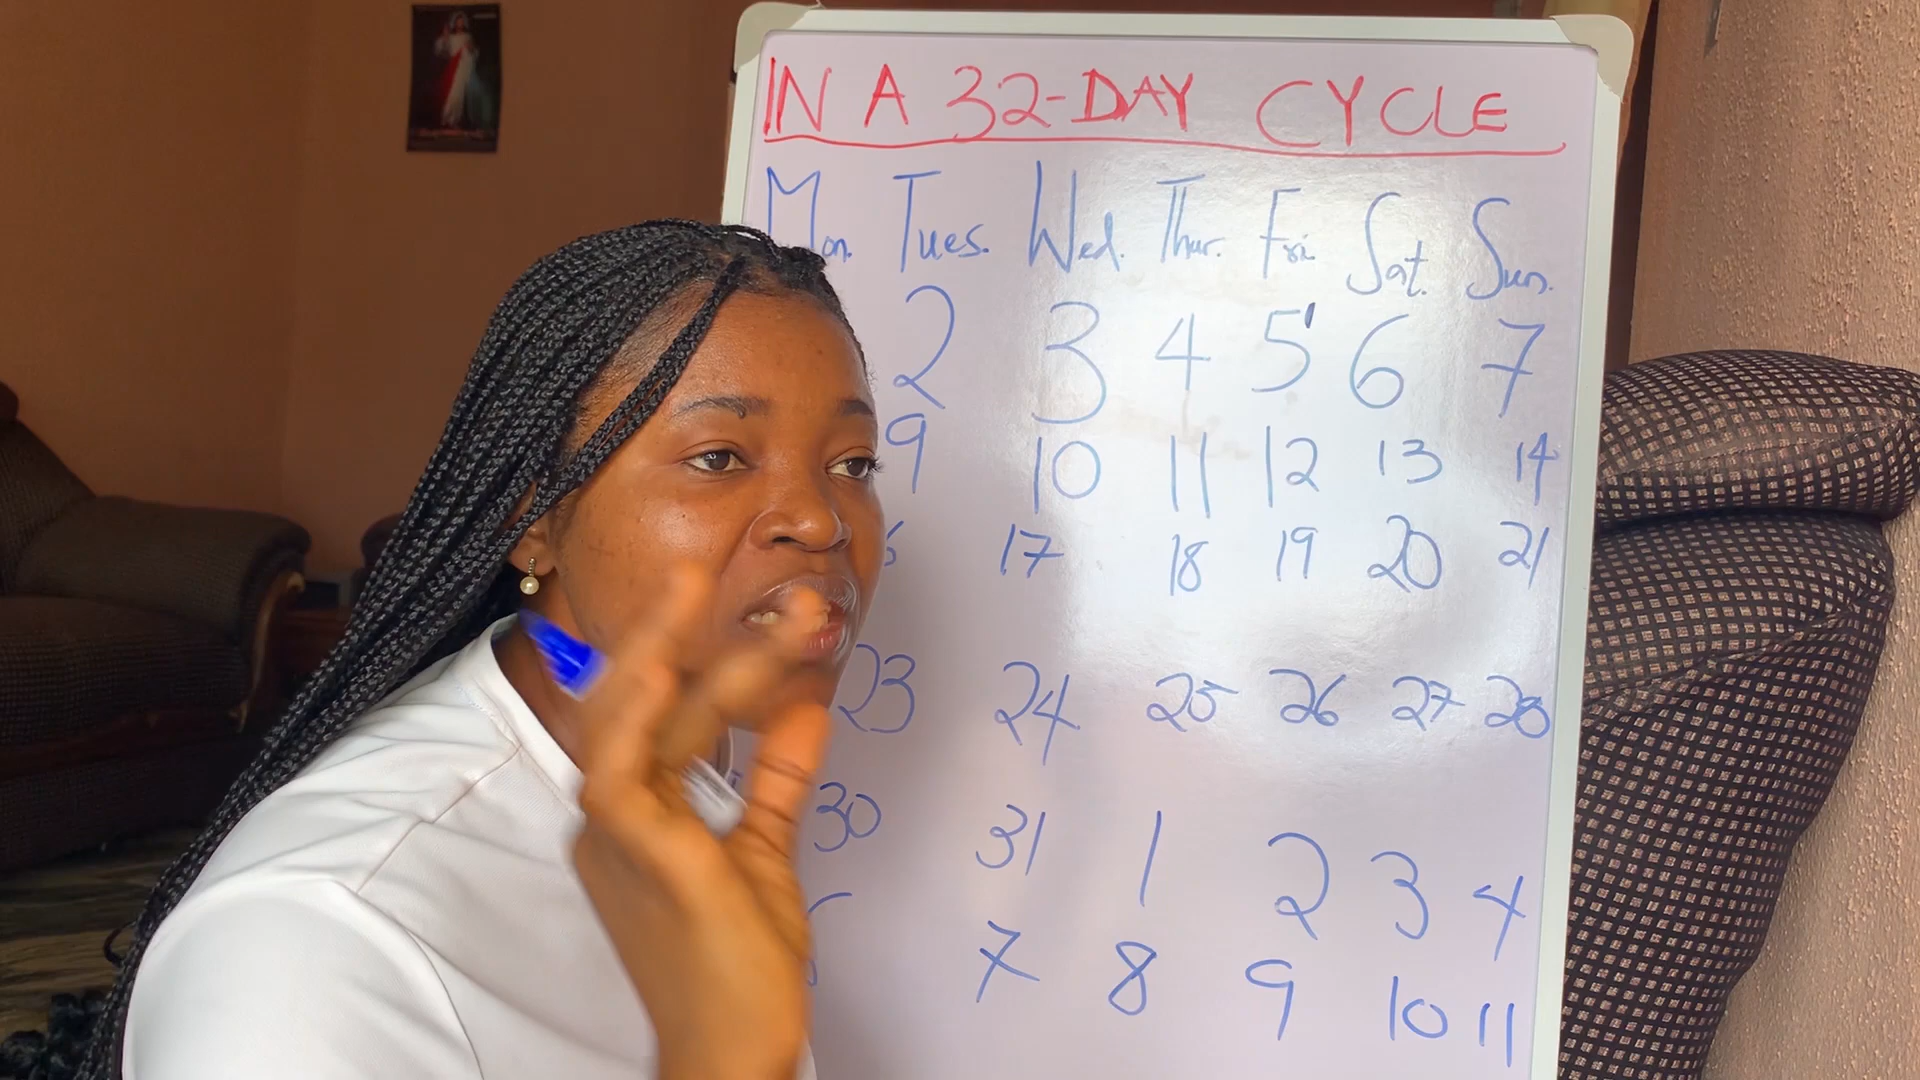 IN A 32-DAY CYCLE
Mon. Tues. Wed. Thur. Fri. Sat. Sun.
2 3 4 5 6 7
9 10 11 12 13 14
17 18 19 20 21
23 24 25 26 27 28
30 31 1 2 3 4
7 8 9 10 11